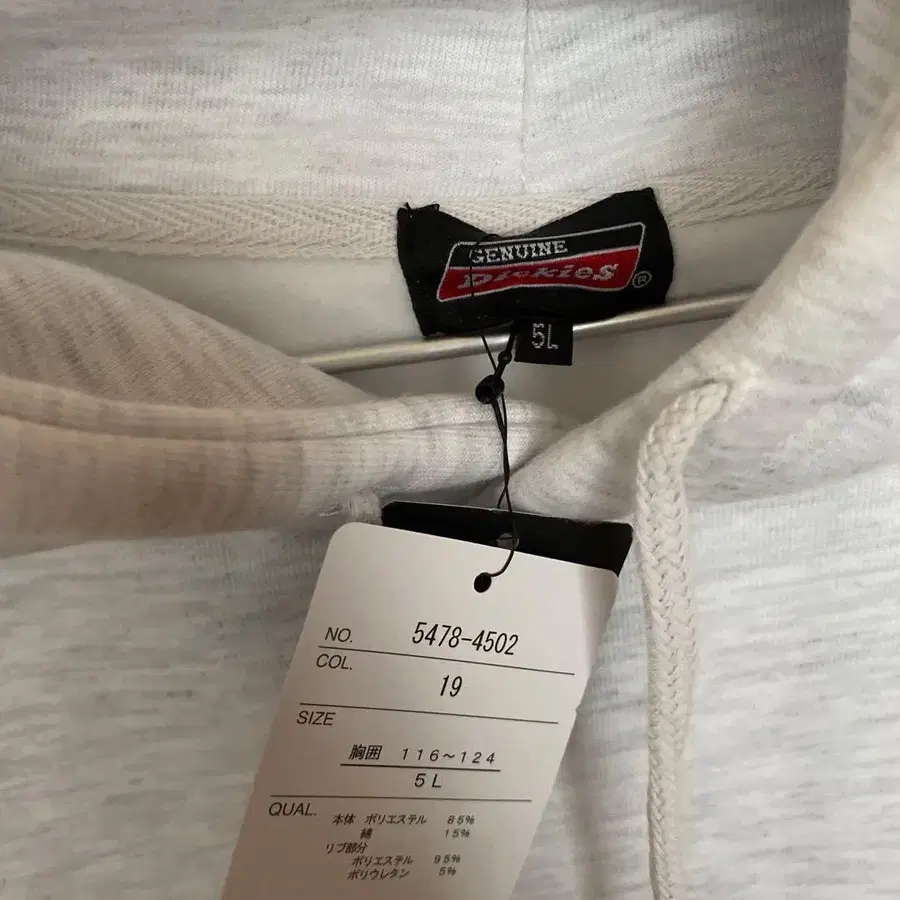 GENUINE
Dickies®
5L
NO. 5478-4502
COL. 19
SIZE
胸囲 116～124
5L
QUAL. 本体 ポリエステル 85%
綿 15%
リブ部分
ポリエステル 95%
ポリウレタン 5%